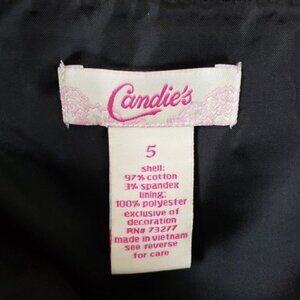 Candie's
5
shell:
97% cotton
3% spandex
lining:
100% polyester
exclusive of
decoration
RN# 73277
made in vietnam
see reverse
for care